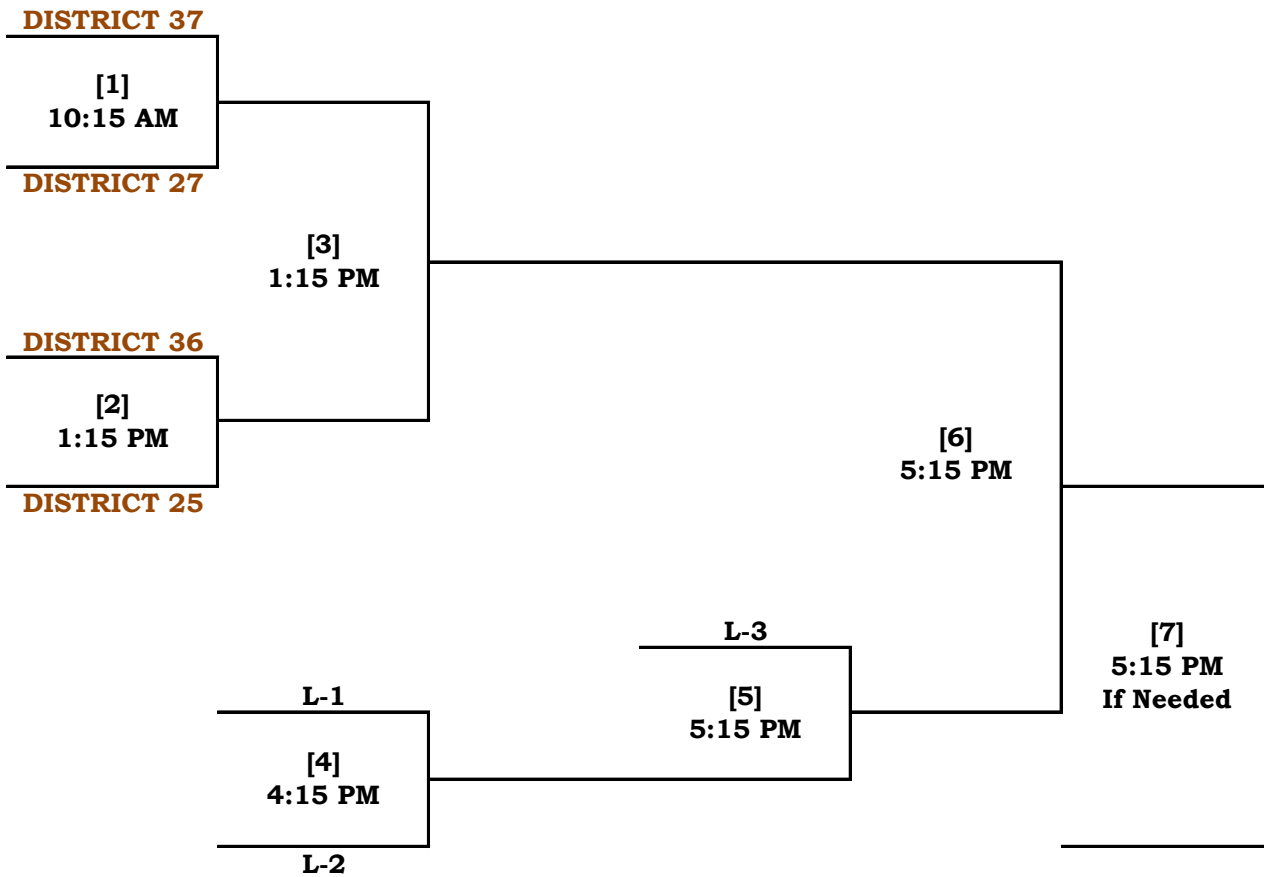 DISTRICT 37
[1]
10:15 AM
DISTRICT 27
[3]
1:15 PM
DISTRICT 36
[2]
1:15 PM
DISTRICT 25
[6]
5:15 PM
L-3
[7]
5:15 PM
If Needed
L-1
[5]
5:15 PM
[4]
4:15 PM
L-2